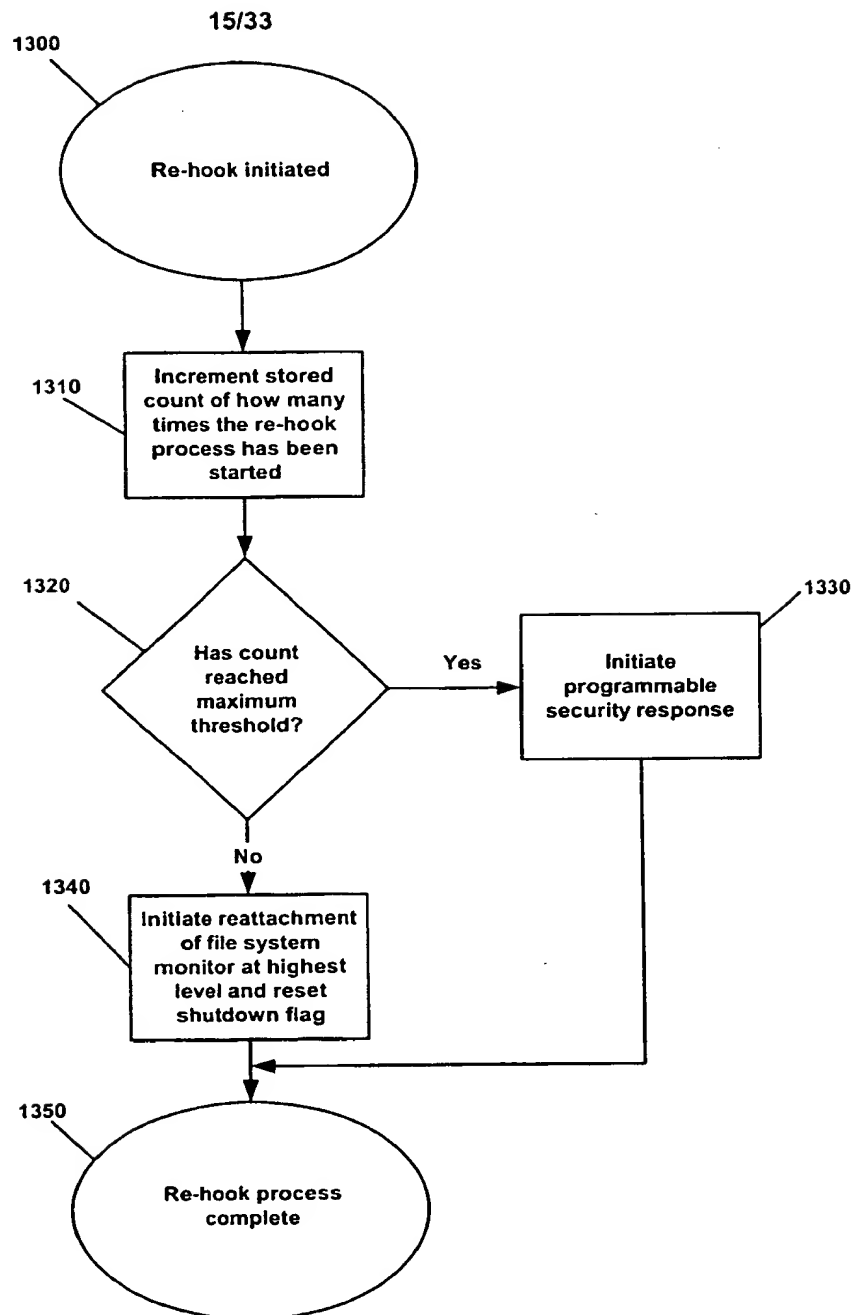 15/33
1300
Re-hook initiated
1310
Increment stored
count of how many
times the re-hook
process has been
started
1320
Has count
reached
maximum
threshold?
Yes
1330
Initiate
programmable
security response
No
1340
Initiate reattachment
of file system
monitor at highest
level and reset
shutdown flag
1350
Re-hook process
complete